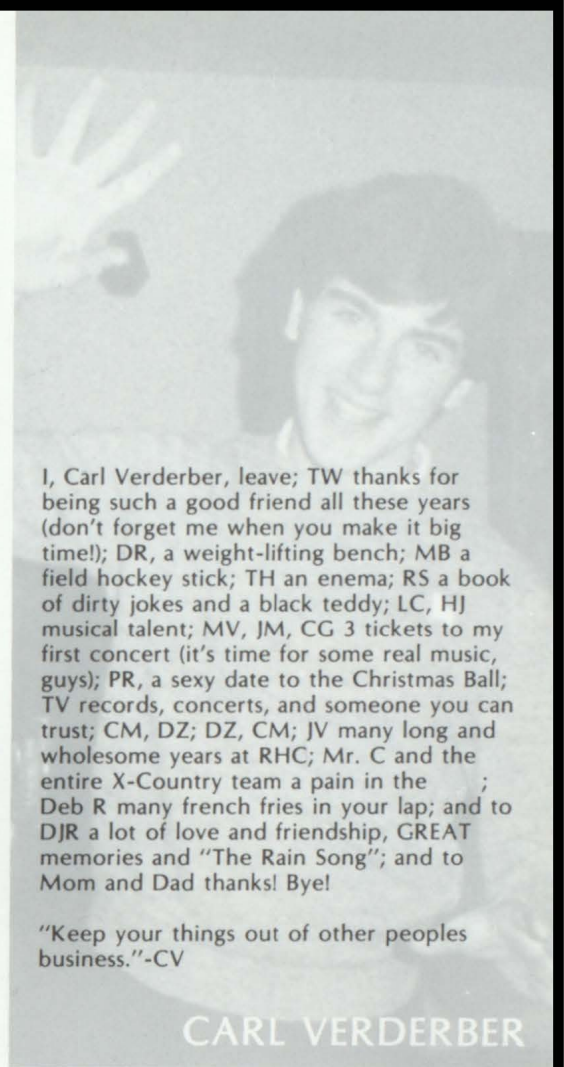 I, Carl Verderber, leave; TW thanks for
being such a good friend all these years
(don't forget me when you make it big
time!); DR, a weight-lifting bench; MB a
field hockey stick; TH an enema; RS a book
of dirty jokes and a black teddy; LC, HJ
musical talent; MV, JM, CG 3 tickets to my
first concert (it's time for some real music,
guys); PR, a sexy date to the Christmas Ball;
TV records, concerts, and someone you can
trust; CM, DZ; DZ, CM; JV many long and
wholesome years at RHC; Mr. C and the
entire X-Country team a pain in the      ;
Deb R many french fries in your lap; and to
DJR a lot of love and friendship, GREAT
memories and "The Rain Song"; and to
Mom and Dad thanks! Bye!
"Keep your things out of other peoples
business."-CV
CARL VERDERBER